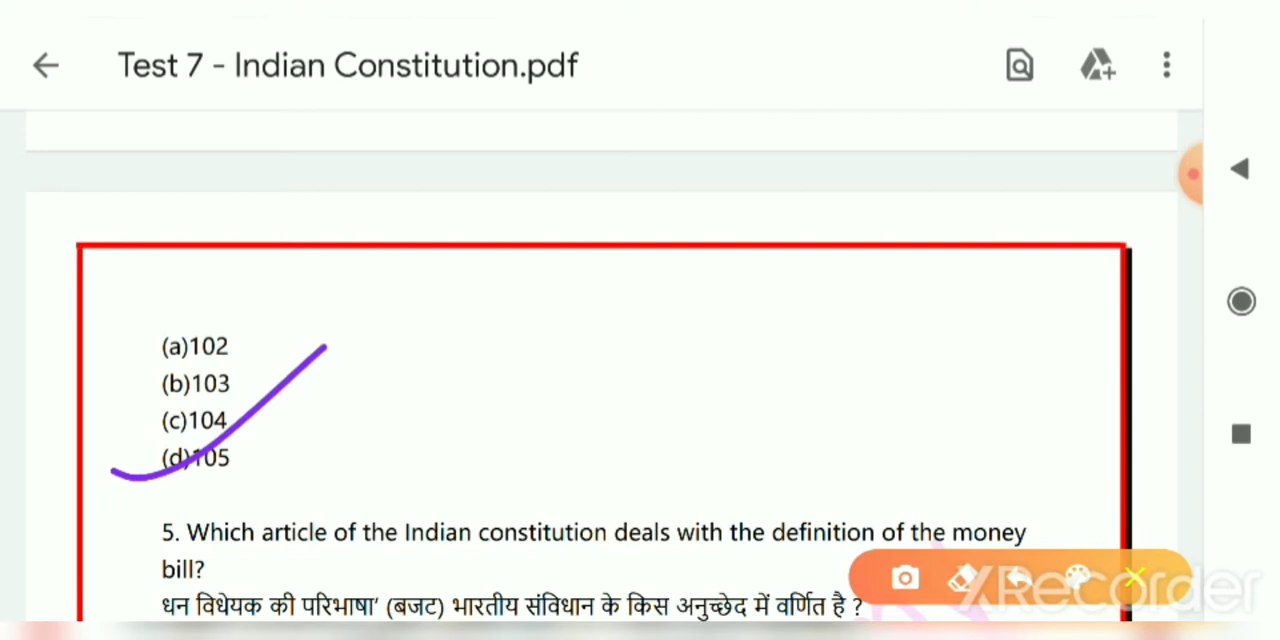 Test 7 - Indian Constitution.pdf
(a)102
(b)103
(c)104
(d)105
5. Which article of the Indian constitution deals with the definition of the money
bill?
धन विधेयक की परिभाषा' (बजट) भारतीय संविधान के किस अनुच्छेद में वर्णित है ?
XRecorder